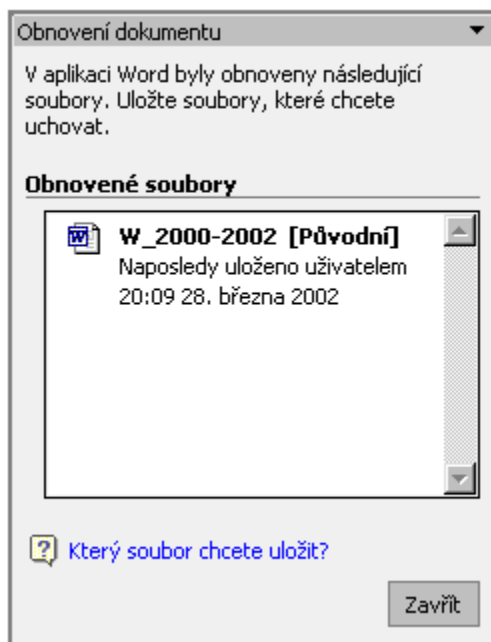 Obnovení dokumentu
V aplikaci Word byly obnoveny následující
soubory. Uložte soubory, které chcete
uchovat.
Obnovené soubory
W_2000-2002 [Původní]
Naposledy uloženo uživatelem
20:09 28. března 2002
Který soubor chcete uložit?
Zavřít